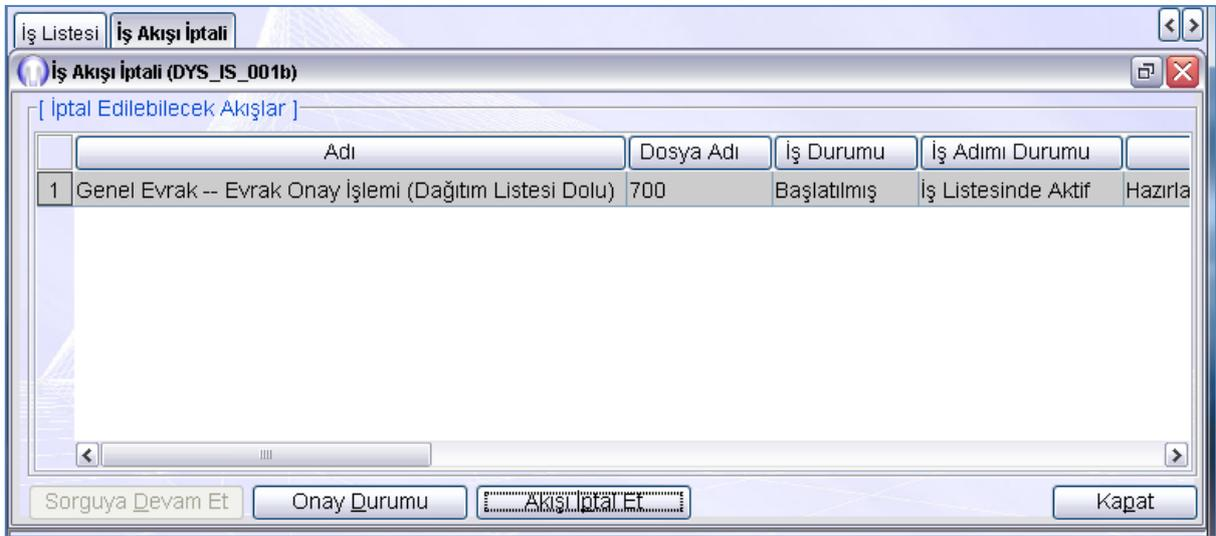 İş Listesi İş Akışı İptali
İş Akışı İptali (DYS_IS_001b)
[ İptal Edilebilecek Akışlar ]
Adı Dosya Adı İş Durumu İş Adımı Durumu
1 Genel Evrak -- Evrak Onay İşlemi (Dağıtım Listesi Dolu) 700 Başlatılmış İş Listesinde Aktif Hazırla
Sorguya Devam Et Onay Durumu Akışı İptal Et Kapat